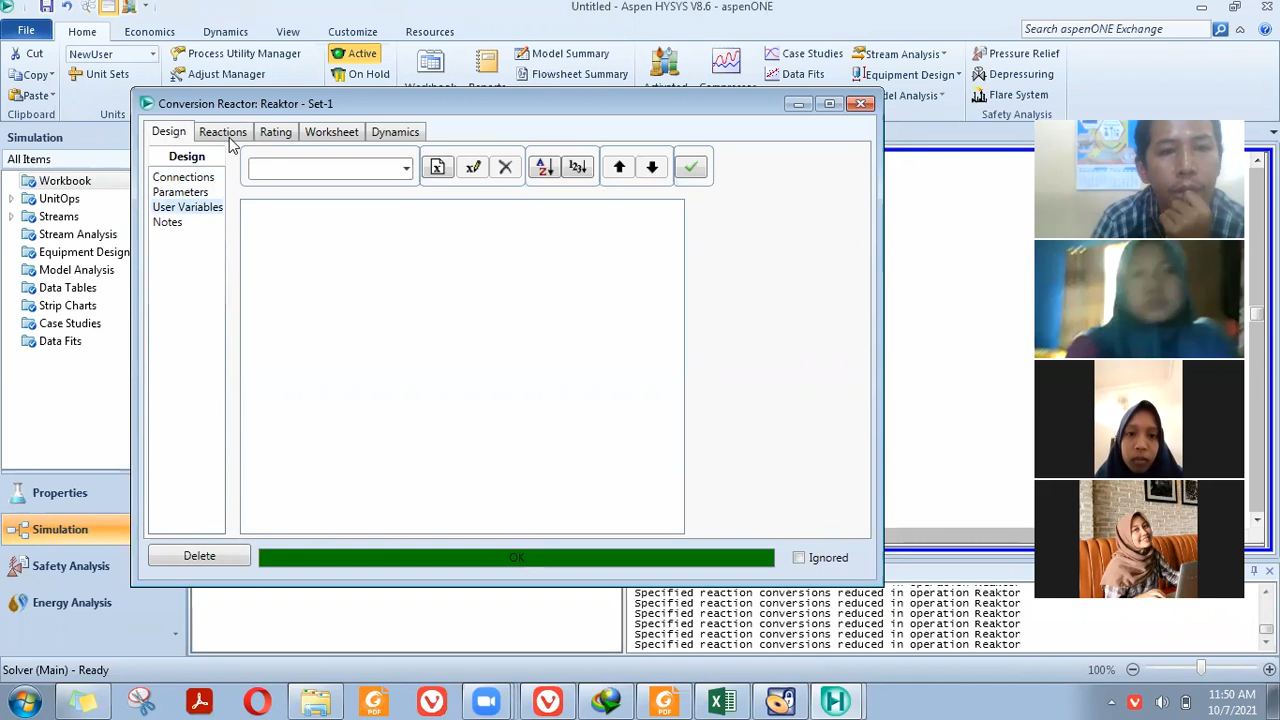 Untitled - Aspen HYSYS V8.6 - aspenONE
File
Home
Economics
Dynamics
View
Customize
Resources
Search aspenONE Exchange
Cut
Copy
Paste
Clipboard
NewUser
Unit Sets
Units
Process Utility Manager
Adjust Manager
Active
On Hold
Model Summary
Flowsheet Summary
Activated
Case Studies
Data Fits
Stream Analysis
Equipment Design
Pressure Relief
Depressuring
Flare System
Safety Analysis
Simulation
All Items
Workbook
UnitOps
Streams
Stream Analysis
Equipment Design
Model Analysis
Data Tables
Strip Charts
Case Studies
Data Fits
Properties
Simulation
Safety Analysis
Energy Analysis
Conversion Reactor: Reaktor - Set-1
Design
Reactions
Rating
Worksheet
Dynamics
Design
Connections
Parameters
User Variables
Notes
Delete
OK
Ignored
Specified reaction conversions reduced in operation Reaktor
Specified reaction conversions reduced in operation Reaktor
Specified reaction conversions reduced in operation Reaktor
Specified reaction conversions reduced in operation Reaktor
Specified reaction conversions reduced in operation Reaktor
Specified reaction conversions reduced in operation Reaktor
Solver (Main) - Ready
100%
PDF
PDF
11:50 AM
10/7/2021